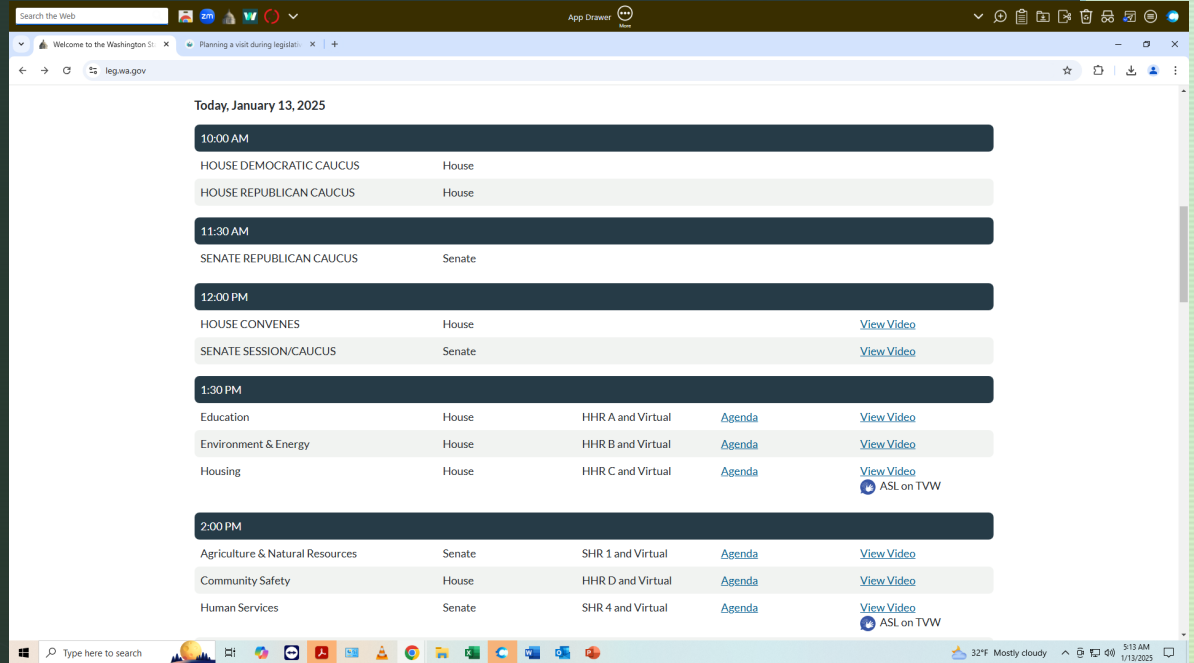 Search the Web
zm
W
App Drawer
More
Welcome to the Washington St
Planning a visit during legislativ
leg.wa.gov
Today, January 13, 2025
10:00 AM
HOUSE DEMOCRATIC CAUCUS House
HOUSE REPUBLICAN CAUCUS House
11:30 AM
SENATE REPUBLICAN CAUCUS Senate
12:00 PM
HOUSE CONVENES House View Video
SENATE SESSION/CAUCUS Senate View Video
1:30 PM
Education House HHR A and Virtual Agenda View Video
Environment & Energy House HHR B and Virtual Agenda View Video
Housing House HHR C and Virtual Agenda View Video
ASL on TVW
2:00 PM
Agriculture & Natural Resources Senate SHR 1 and Virtual Agenda View Video
Community Safety House HHR D and Virtual Agenda View Video
Human Services Senate SHR 4 and Virtual Agenda View Video
ASL on TVW
Type here to search
32°F Mostly cloudy
5:13 AM
1/13/2025